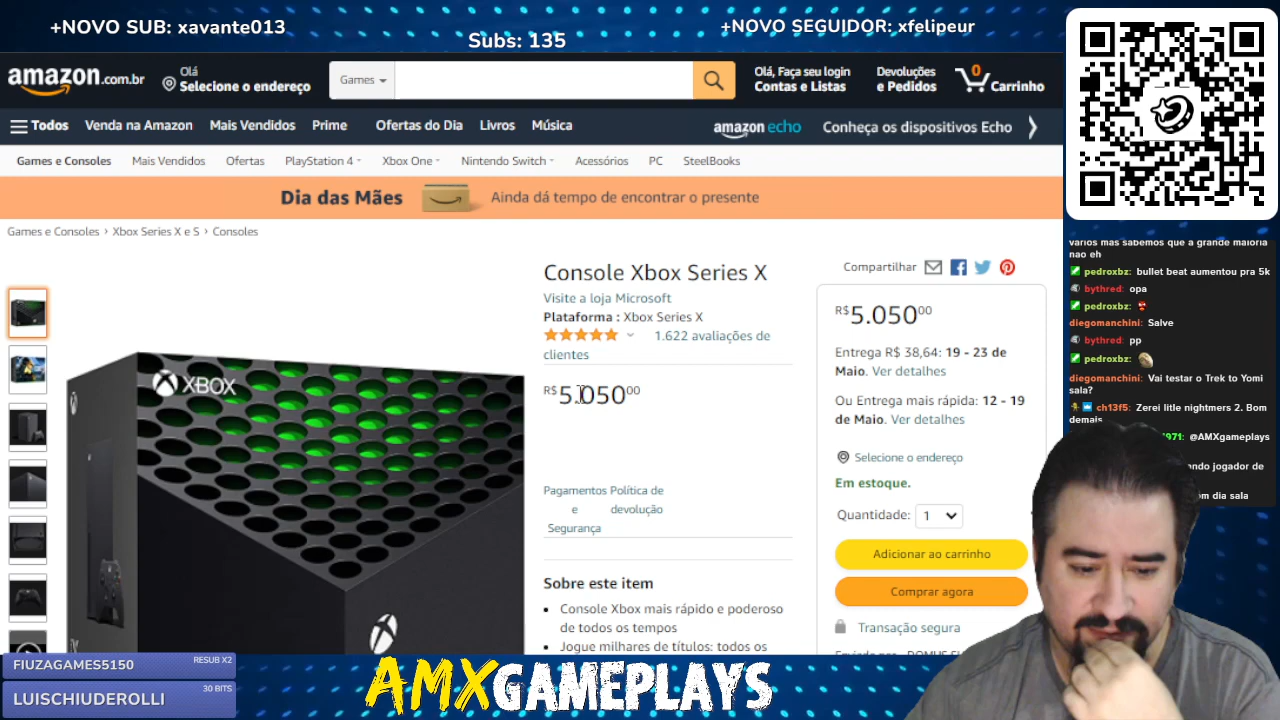 +NOVO SUB: xavante013
Subs: 135
+NOVO SEGUIDOR: xfelipeur
amazon.com.br
Olá
Selecione o endereço
Games
Olá, Faça seu login
Contas e Listas
Devoluções
e Pedidos
0
Carrinho
Todos
Venda na Amazon
Mais Vendidos
Prime
Ofertas do Dia
Livros
Música
amazon echo
Conheça os dispositivos Echo
Games e Consoles
Mais Vendidos
Ofertas
PlayStation 4
Xbox One
Nintendo Switch
Acessórios
PC
SteelBooks
Dia das Mães
Ainda dá tempo de encontrar o presente
Games e Consoles › Xbox Series X e S › Consoles
XBOX
Console Xbox Series X
Visite a loja Microsoft
Plataforma : Xbox Series X
1.622 avaliações de
clientes
R$ 5.050 00
Pagamentos
e
Segurança
Política de
devolução
Sobre este item
• Console Xbox mais rápido e poderoso
de todos os tempos
• Jogue milhares de títulos: todos os
Compartilhar
R$ 5.050 00
Entrega R$ 38,64: 19 - 23 de
Maio. Ver detalhes
Ou Entrega mais rápida: 12 - 19
de Maio. Ver detalhes
Selecione o endereço
Em estoque.
Quantidade: 1
Adicionar ao carrinho
Comprar agora
Transação segura
varios mas sabemos que a grande maioria
nao eh
pedroxbz: bullet beat aumentou pra 5k
bythred: opa
pedroxbz:
diegomanchini: Salve
bythred: pp
pedroxbz:
diegomanchini: Vai testar o Trek to Yomi
sala?
ch13f5: Zerei litle nightmers 2. Bom
demais
971: @AMXgameplays
ndo jogador de
m dia sala
FIUZAGAMES5150
RESUB X2
LUISCHIUDEROLLI
30 BITS
AMXGAMEPLAYS